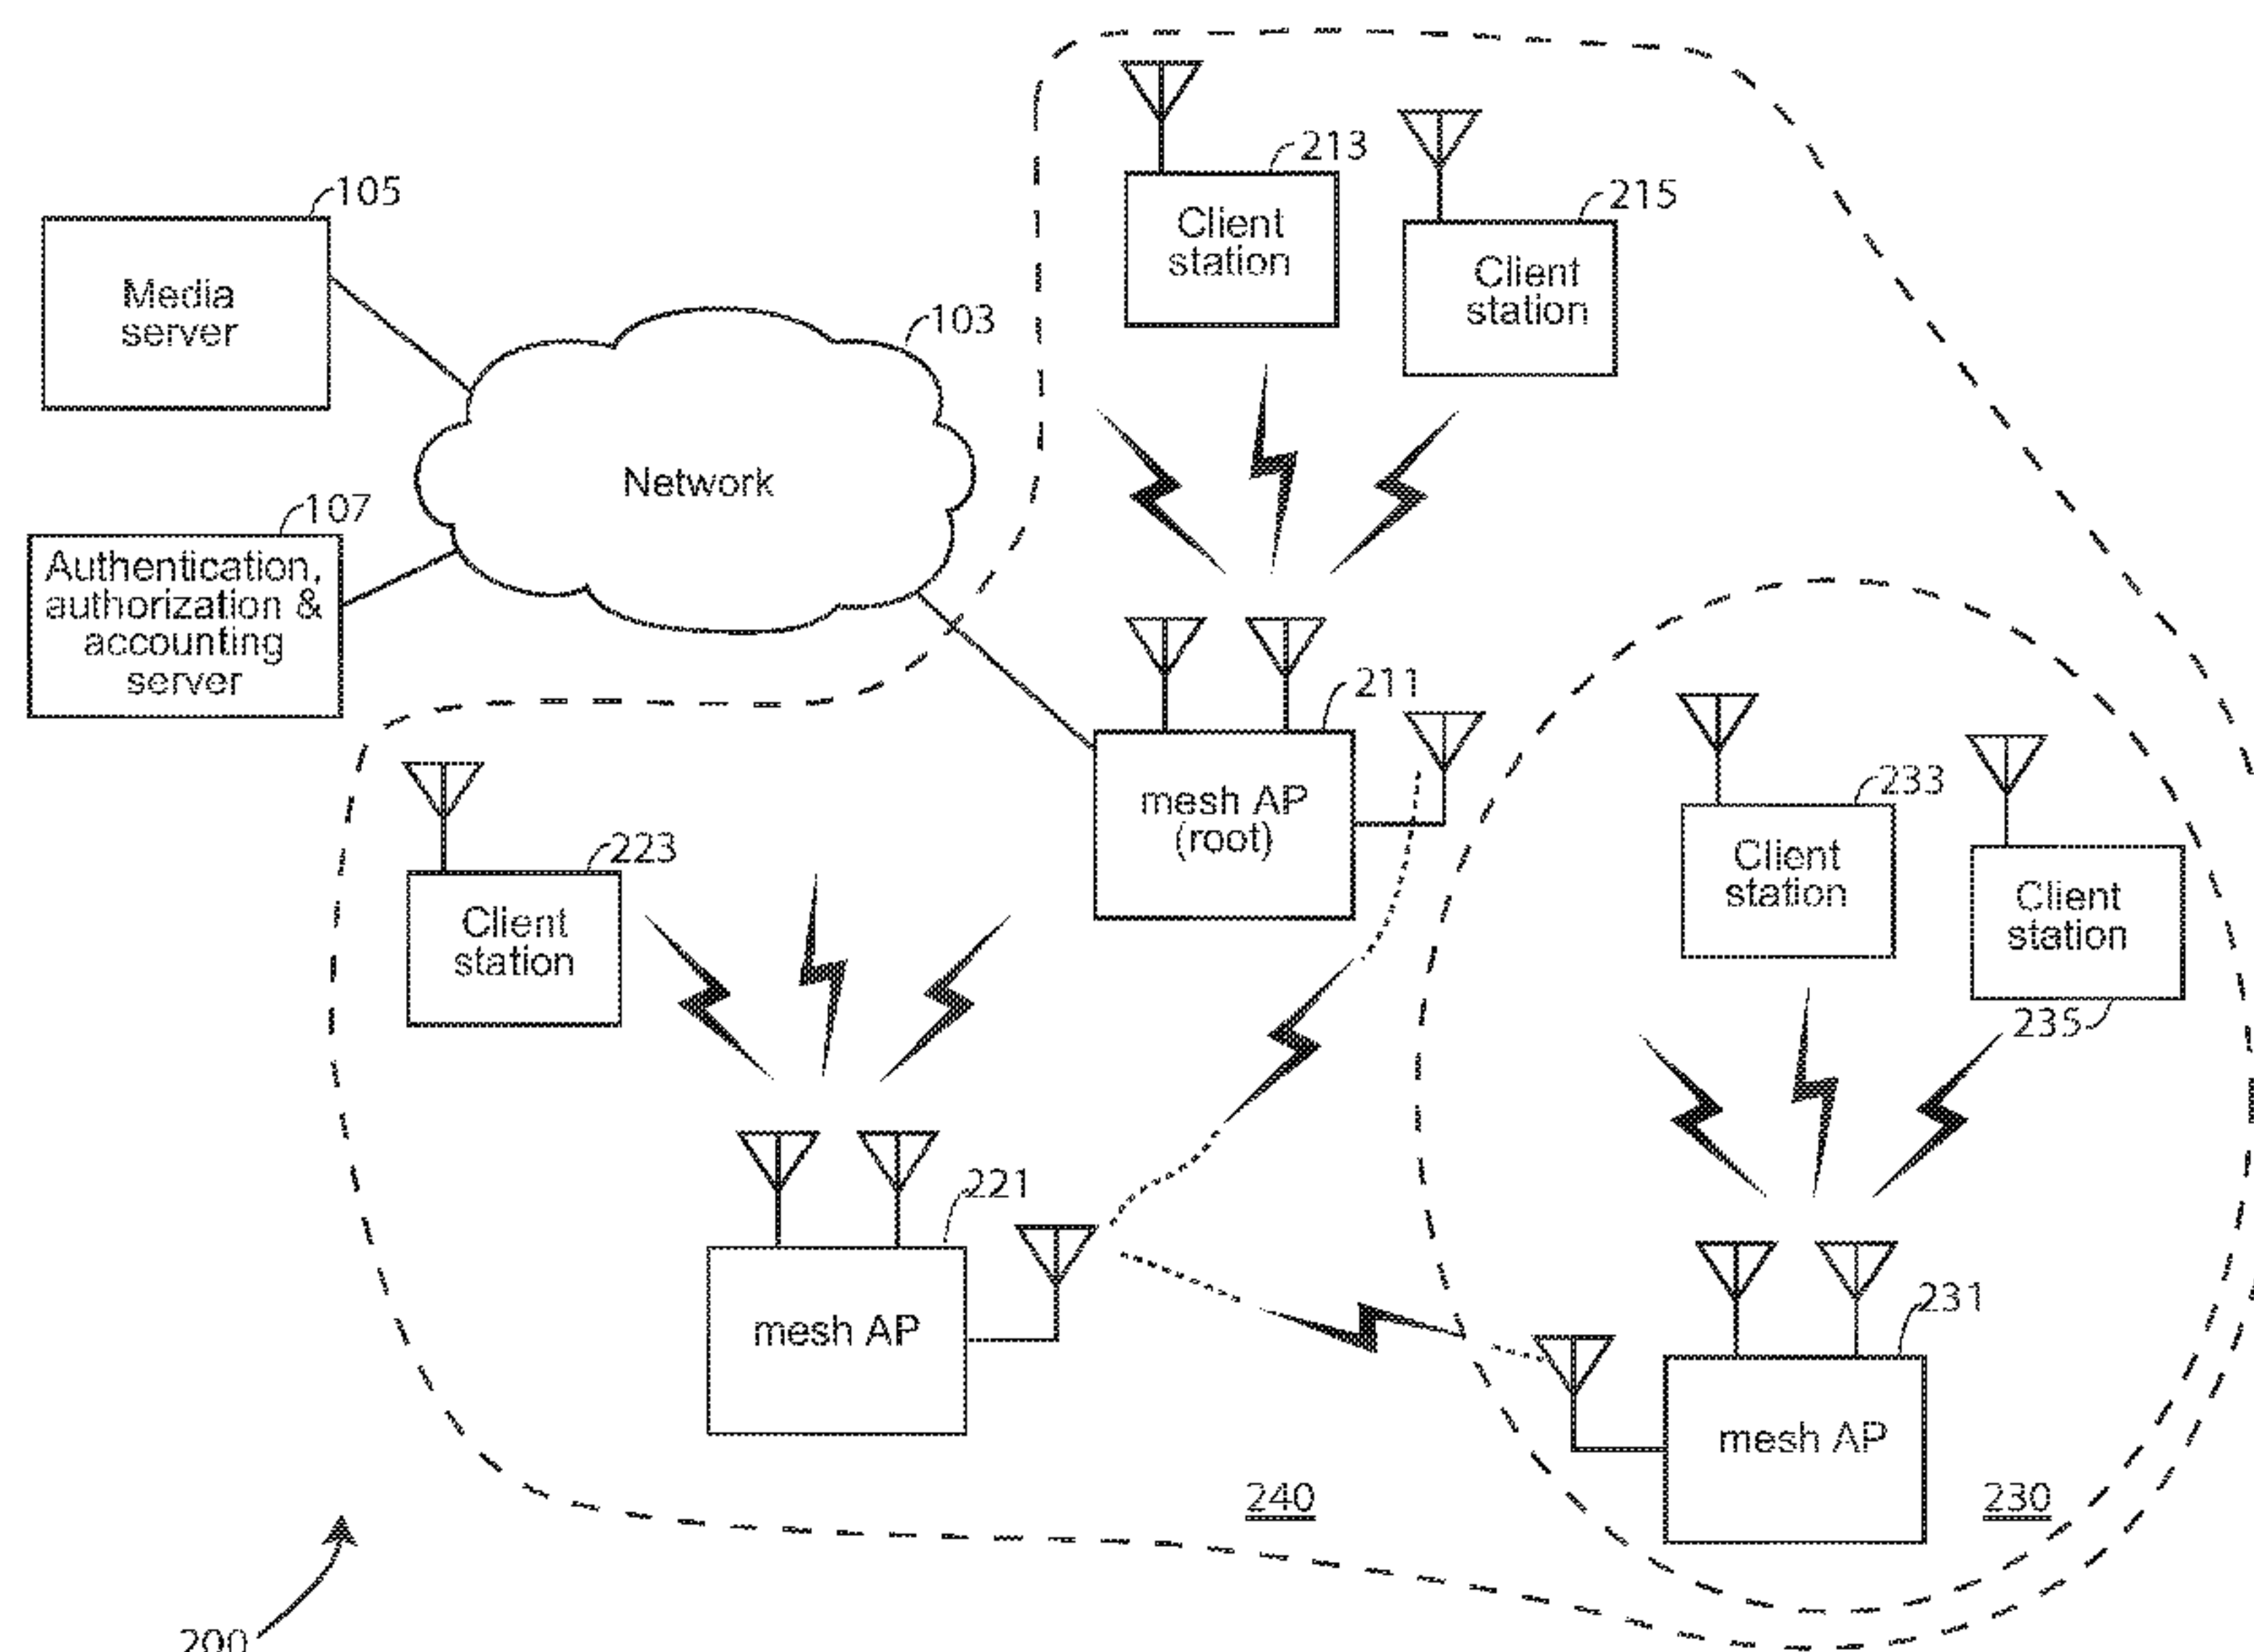 213
215
Client
station
Client
station
105
Media
server
103
Network
107
Authentication,
authorization &
accounting
server
211
mesh AP
(root)
223
Client
station
233
Client
station
Client
station
235
221
mesh AP
231
mesh AP
240
230
200